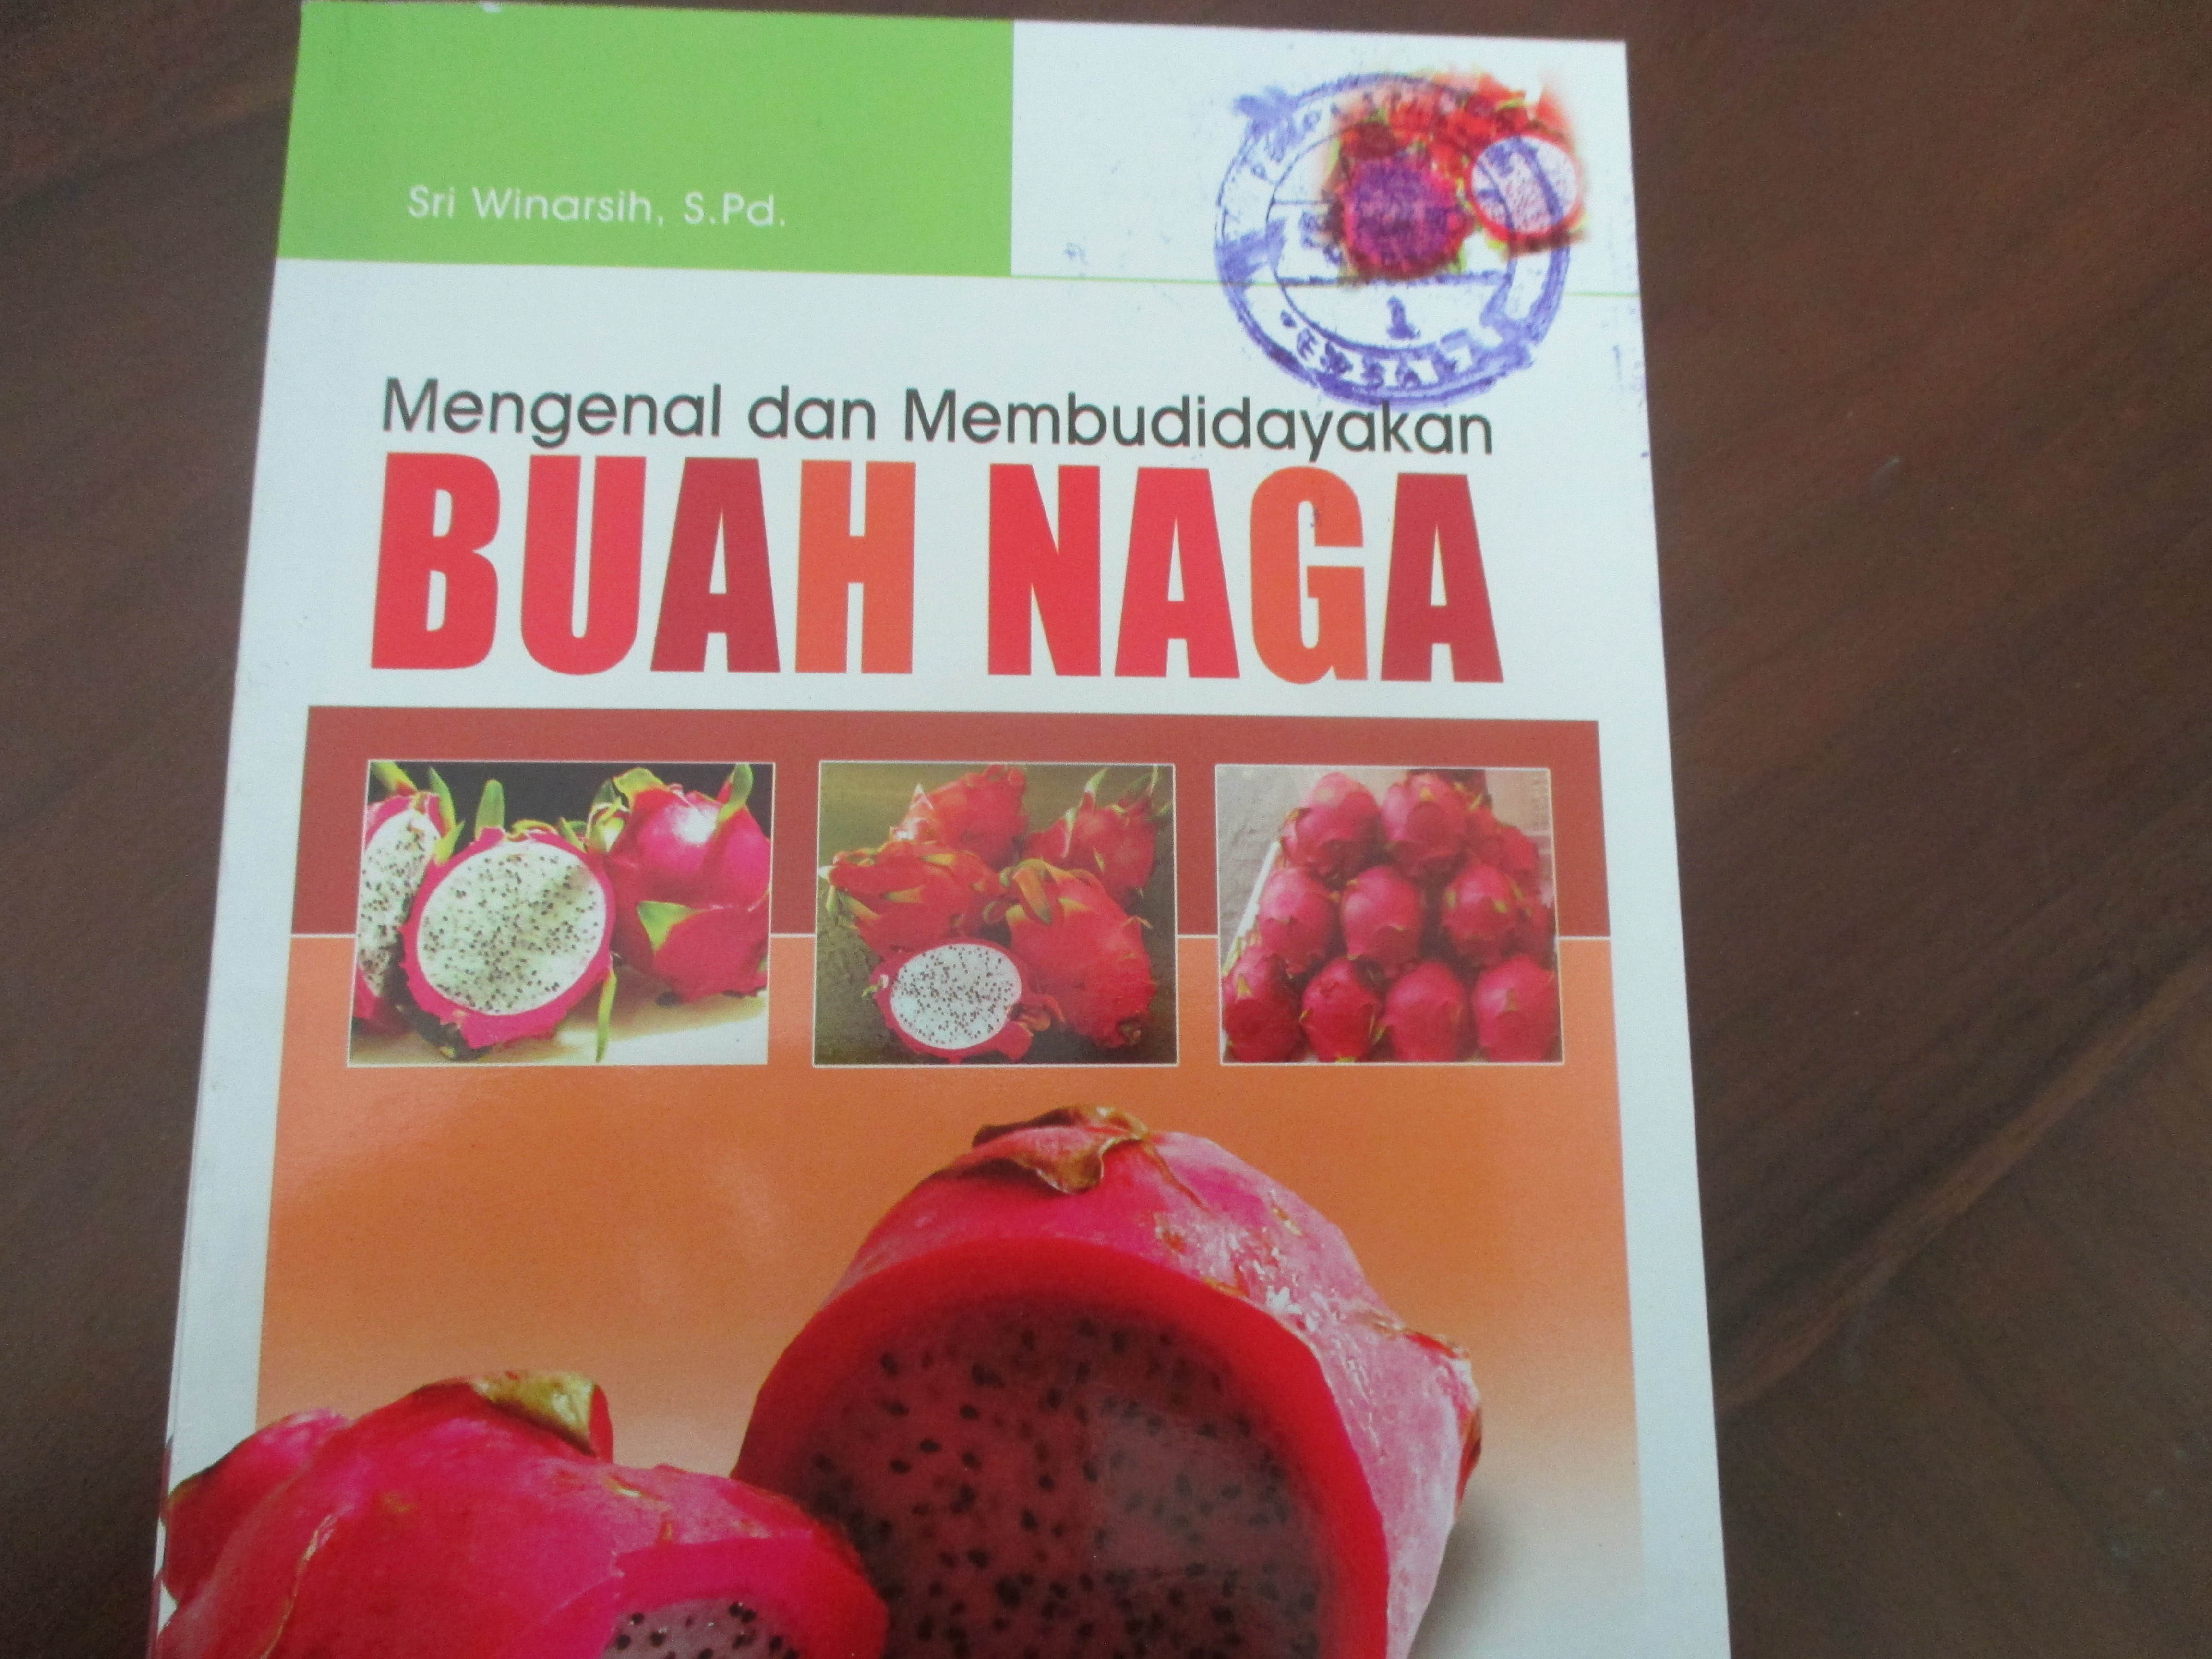 Sri Winarsih, S.Pd.
Mengenal dan Membudidayakan
BUAH NAGA